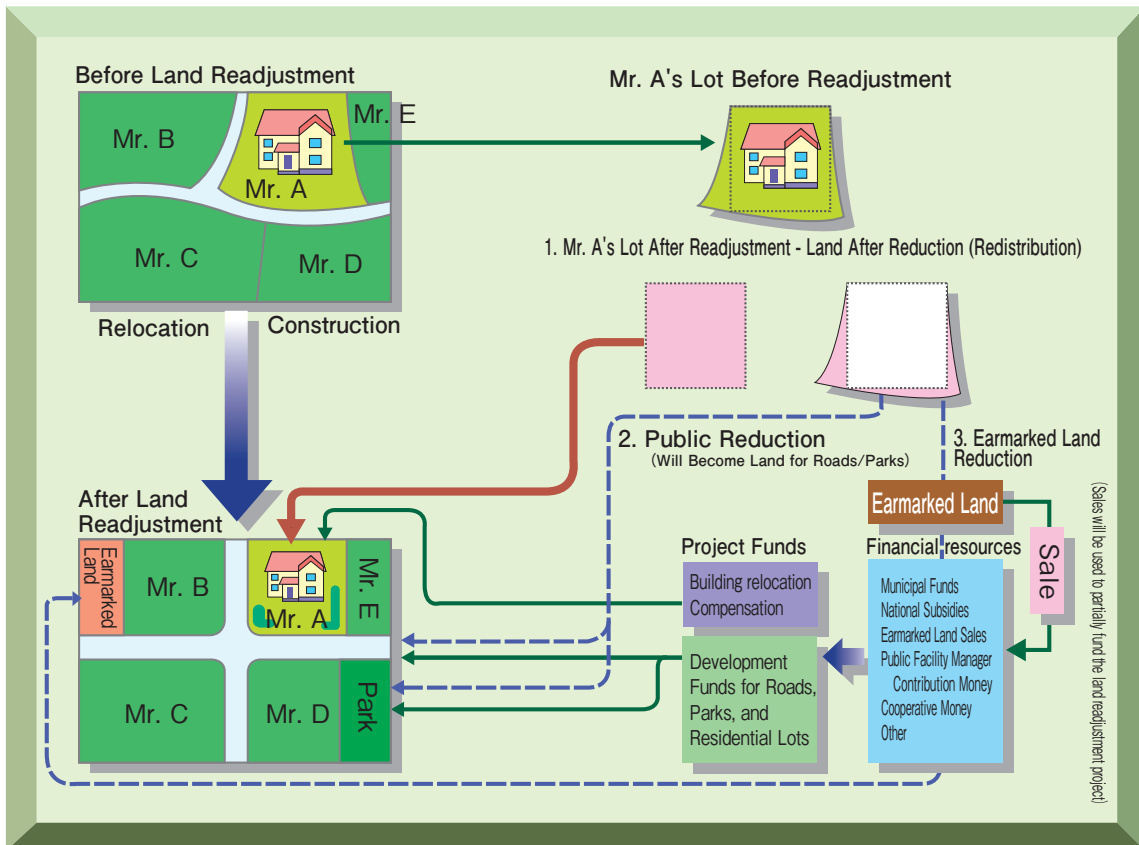 Before Land Readjustment
Mr. B
Mr. E
Mr. A
Mr. C
Mr. D
Mr. A's Lot Before Readjustment
1. Mr. A's Lot After Readjustment - Land After Reduction (Redistribution)
Relocation
Construction
2. Public Reduction
(Will Become Land for Roads/Parks)
3. Earmarked Land
Reduction
After Land
Readjustment
Earmarked
Land
Mr. B
Mr. A
Mr. E
Mr. C
Mr. D
Park
Project Funds
Building relocation
Compensation
Development
Funds for Roads,
Parks, and
Residential Lots
Earmarked Land
Financial resources
Municipal Funds
National Subsidies
Earmarked Land Sales
Public Facility Manager
Contribution Money
Cooperative Money
Other
Sale
(Sales will be used to partially fund the land readjustment project)